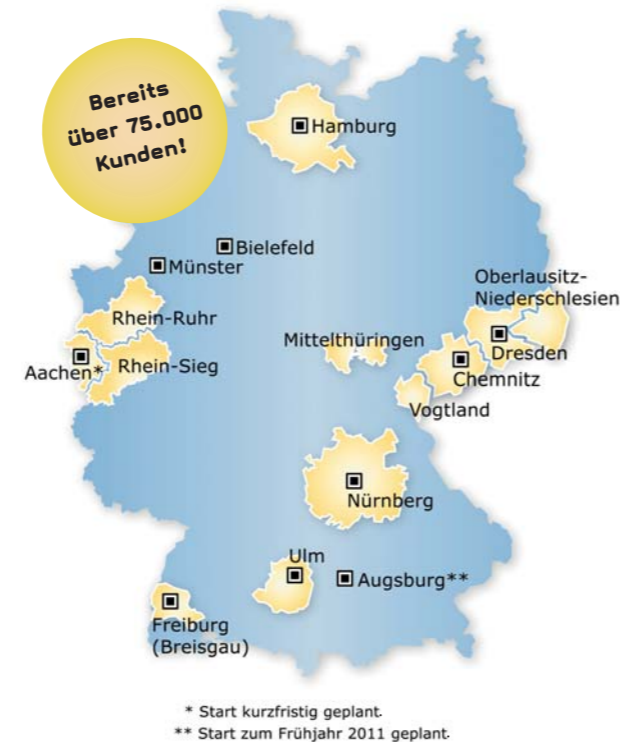 Bereits
über 75.000
Kunden!
Hamburg
Bielefeld
Münster
Oberlausitz-
Niederschlesien
Rhein-Ruhr
Mittelthüringen
Dresden
Aachen*
Rhein-Sieg
Chemnitz
Vogtland
Nürnberg
Ulm
Augsburg**
Freiburg
(Breisgau)
* Start kurzfristig geplant.
** Start zum Frühjahr 2011 geplant.